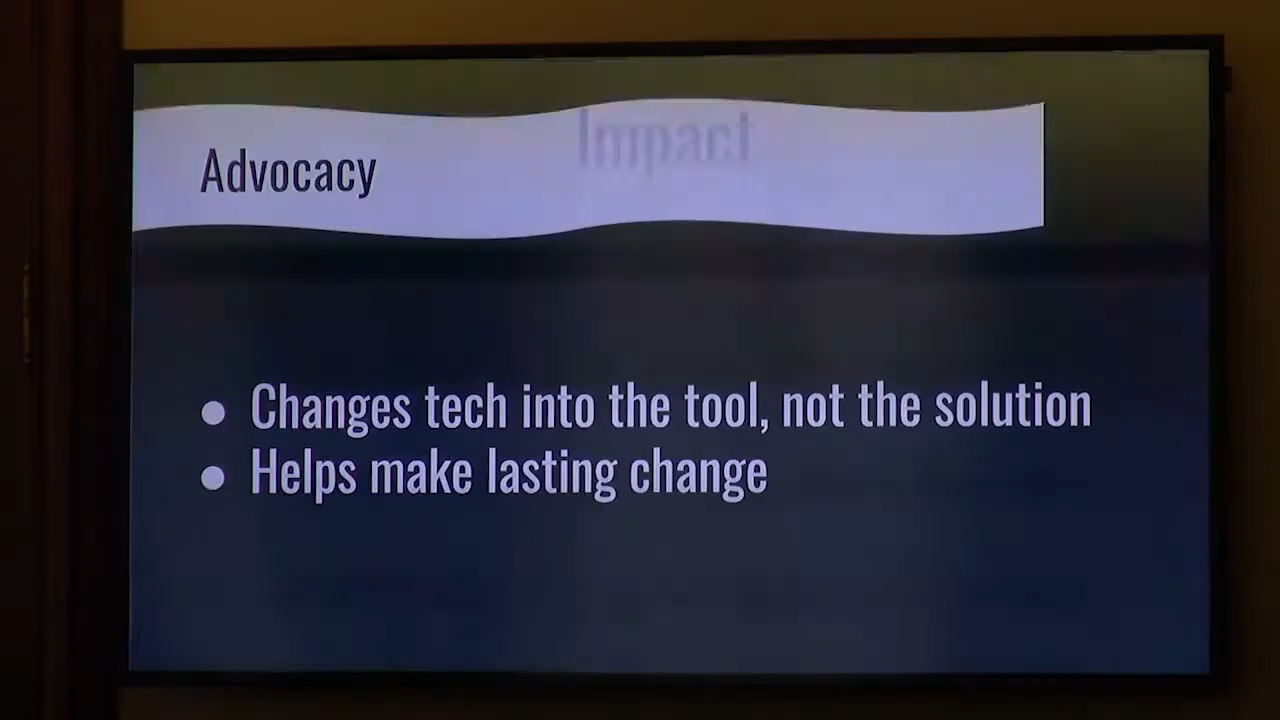 Impact
Advocacy
● Changes tech into the tool, not the solution
● Helps make lasting change